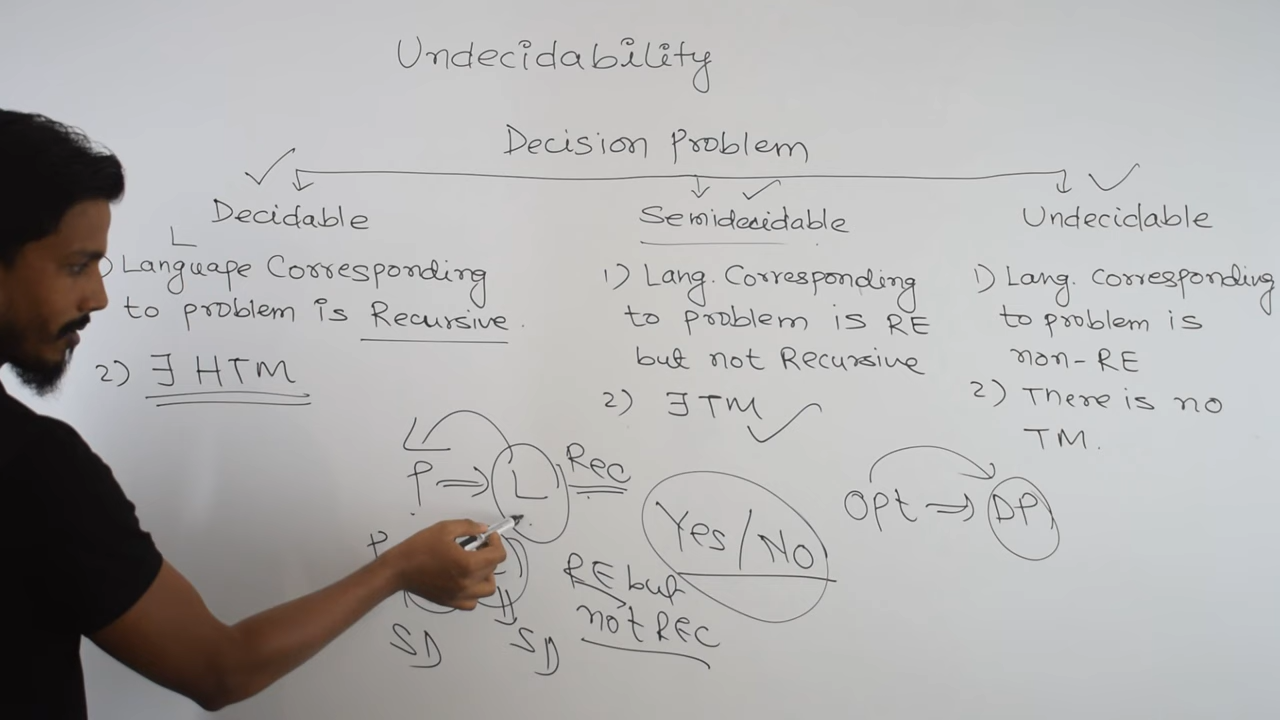 Undecidability
Decision Problem
Decidable
Semidecidable
Undecidable
L
) Languape Corresponding
to problem is Recursive.
2) ∃ HTM
1) Lang. Corresponding
to problem is RE
but not Recursive
2) ∃ TM
1) Lang. Corresponding
to problem is
non-RE
2) There is no
TM.
P ⇒ L Rec
P
SD SD
RE but
not REC
Yes/No
Opt ⇒ DP